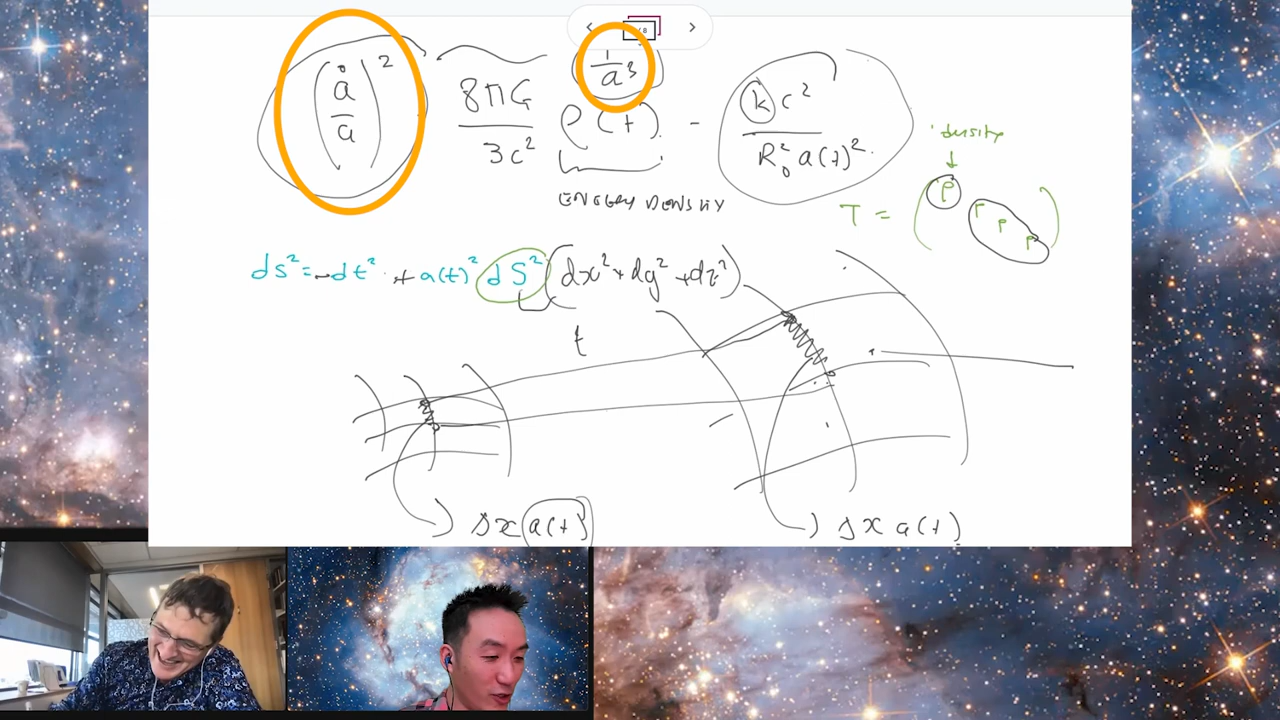 (ȧ/a)² 8πG/3c² 1/a³ ρ(t) - kc²/R₀² a(t)²
density
ENERGY DENSITY
T = (ρ P P P)
ds² = -dt² + a(t)² dS² (dx² + dy² + dz²)
t
Δx a(t)
Δx a(t)